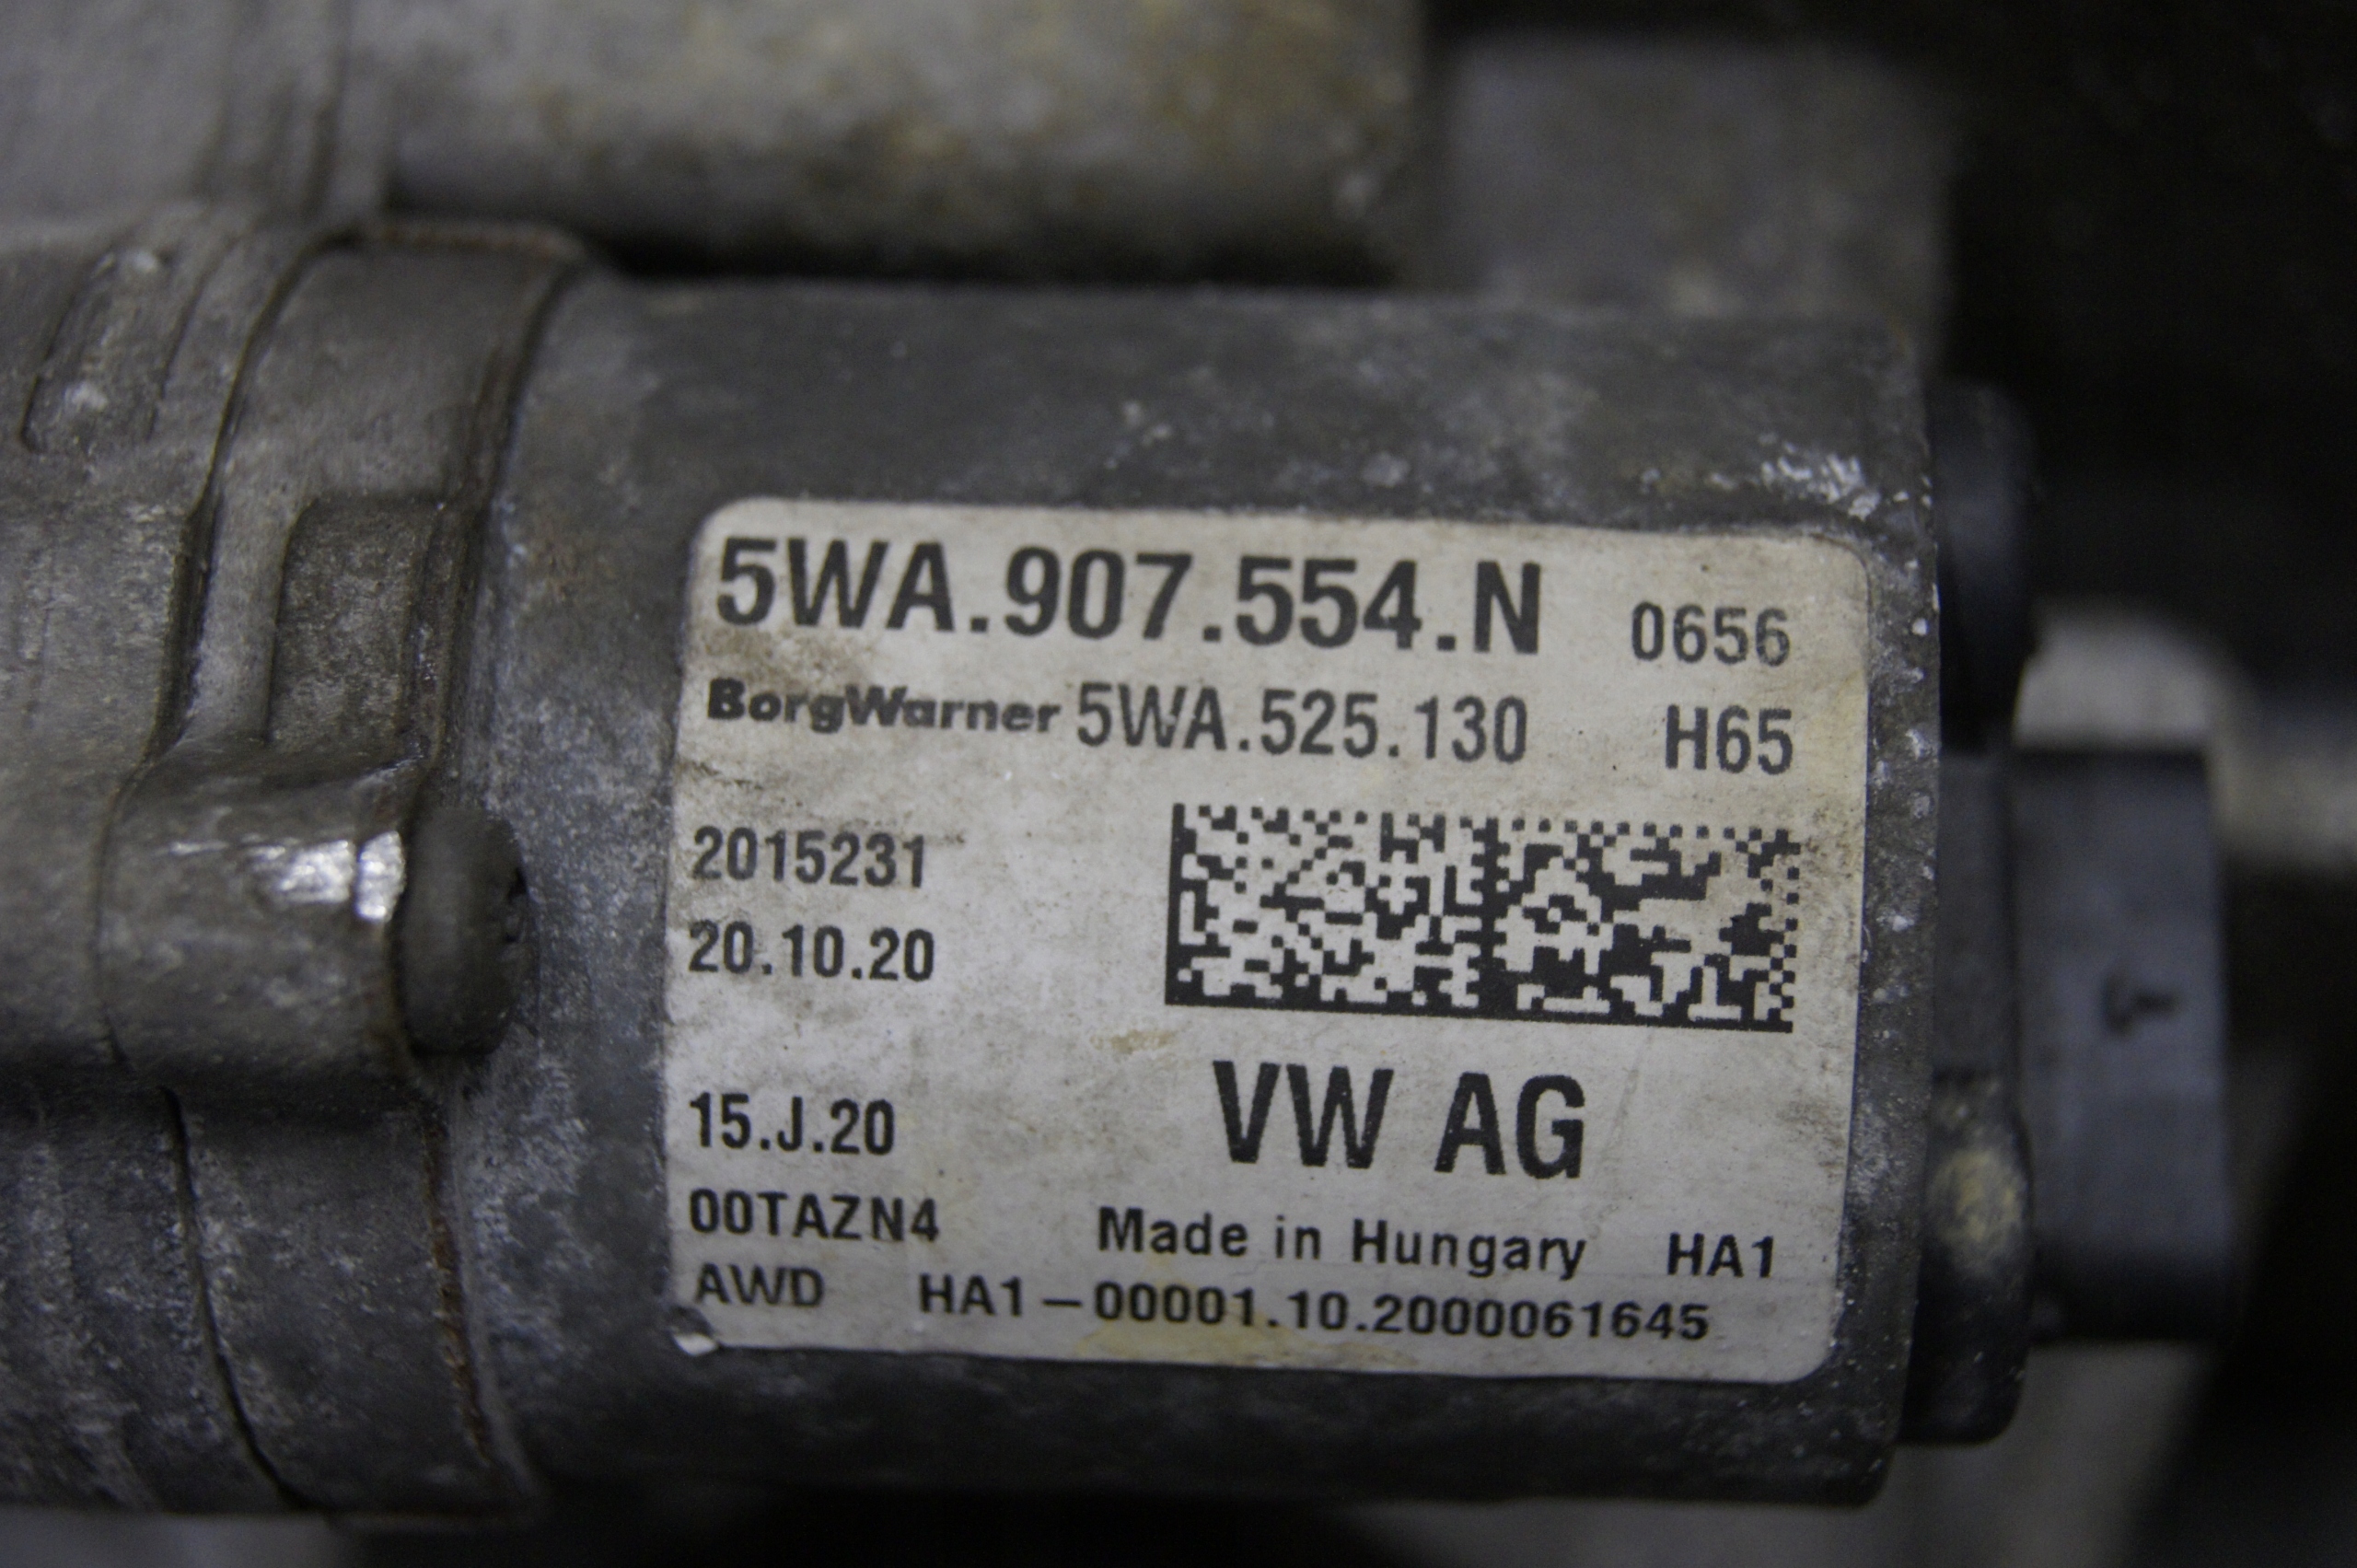 5WA.907.554.N 0656
BorgWarner 5WA.525.130 H65
2015231
20.10.20
15.J.20 VW AG
00TAZN4 Made in Hungary HA1
AWD HA1-00001.10.2000061645